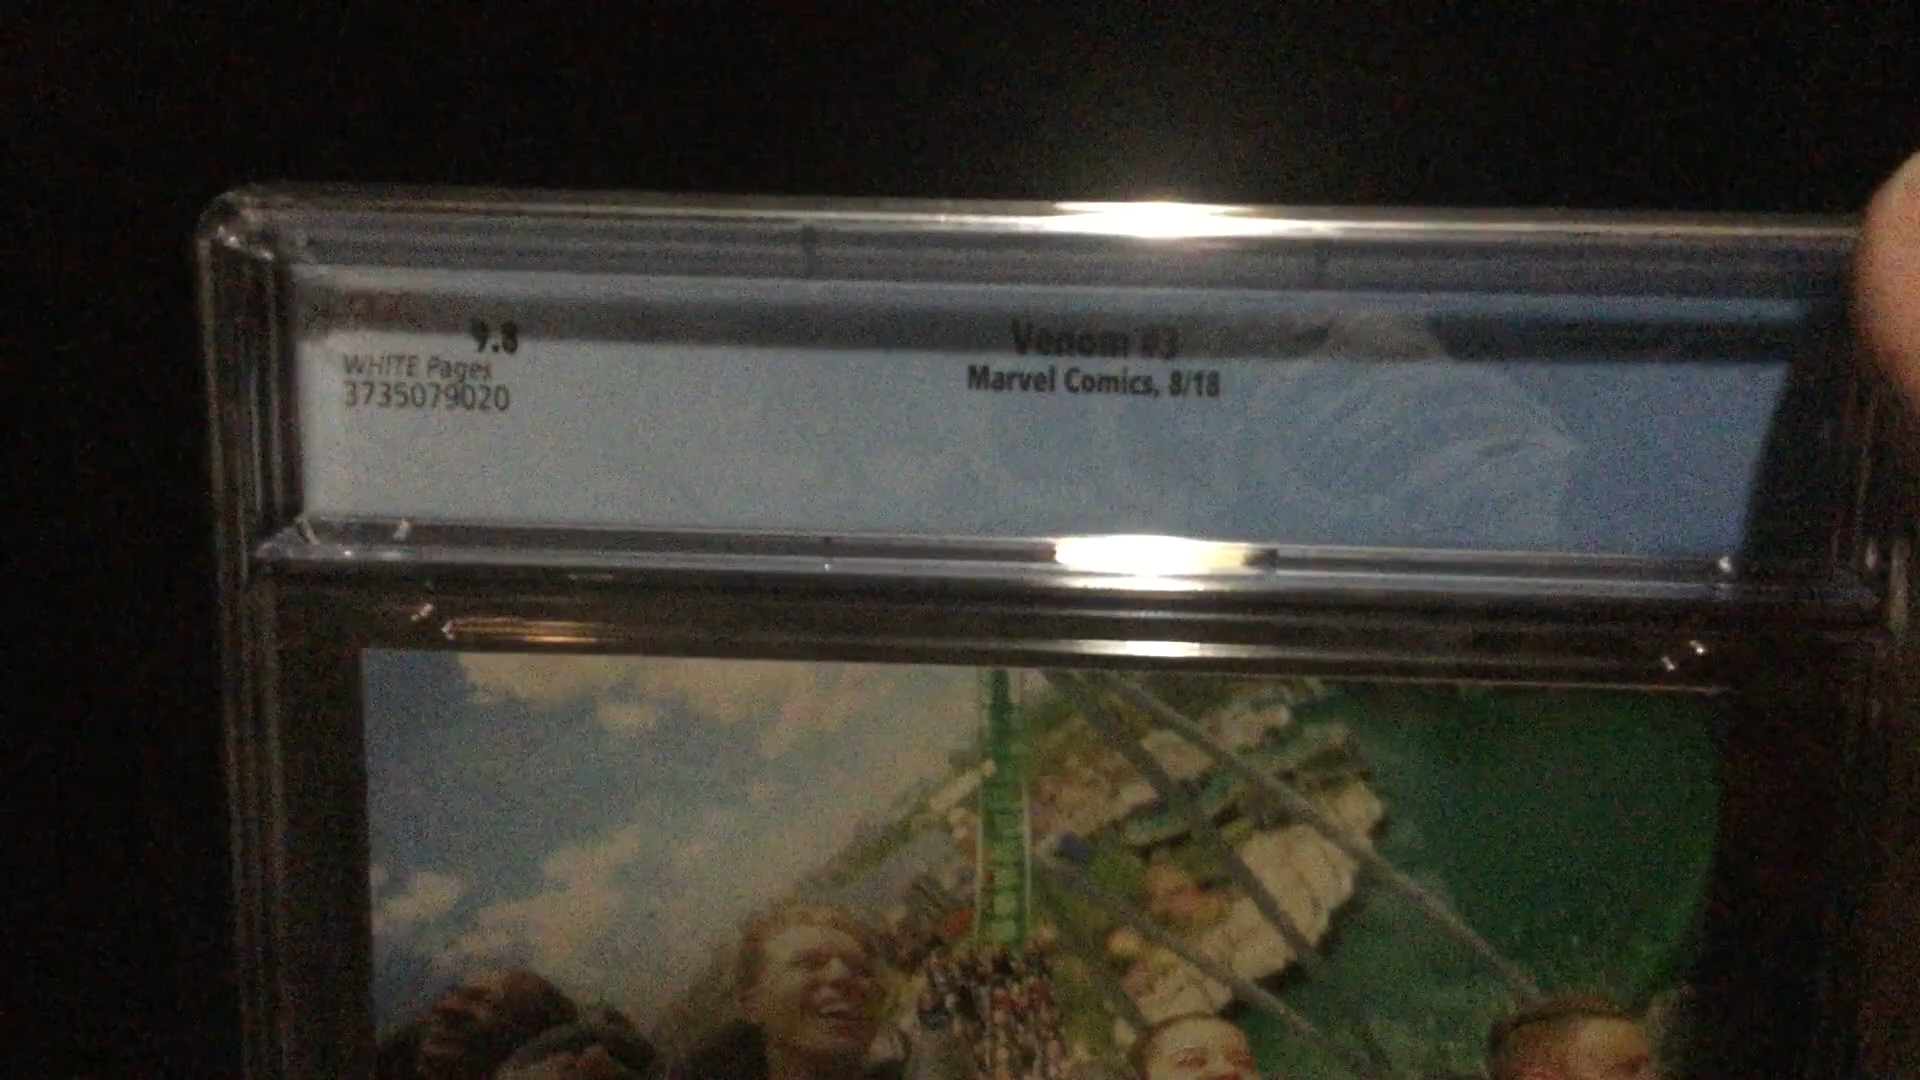 9.8
WHITE Pages
3735079020
Venom #3
Marvel Comics, 8/18